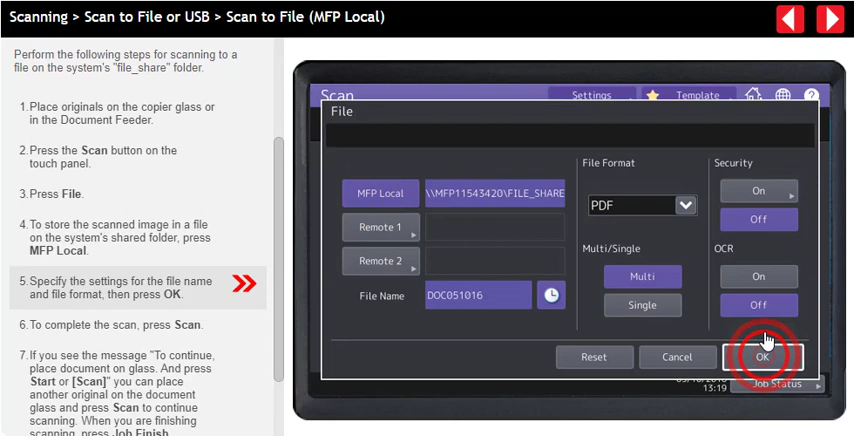 Scanning > Scan to File or USB > Scan to File (MFP Local)
Perform the following steps for scanning to a
file on the system's "file_share" folder.
1.Place originals on the copier glass or
in the Document Feeder.
2.Press the Scan button on the
touch panel.
3.Press File.
4.To store the scanned image in a file
on the system's shared folder, press
MFP Local.
5.Specify the settings for the file name
and file format, then press OK.
6.To complete the scan, press Scan.
7.If you see the message "To continue,
place document on glass. And press
Start or [Scan]" you can place
another original on the document
glass and press Scan to continue
scanning. When you are finishing
scanning, press Job Finish.
Scan
Settings
Template
?
File
MFP Local
\\MFP11543420\FILE_SHARE
Remote 1
Remote 2
File Name
DOC051016
File Format
PDF
Multi/Single
Multi
Single
Security
On
Off
OCR
On
Off
Reset
Cancel
OK
13:19
Job Status